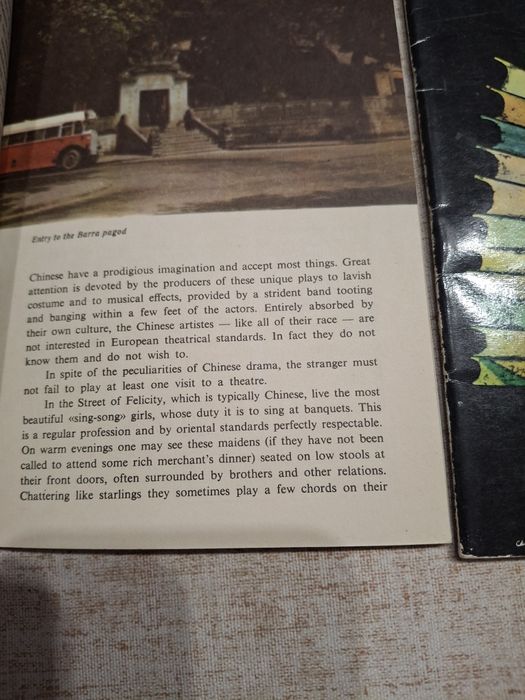 Entry to the Barra pagod
Chinese have a prodigious imagination and accept most things. Great
attention is devoted by the producers of these unique plays to lavish
costume and to musical effects, provided by a strident band tooting
and banging within a few feet of the actors. Entirely absorbed by
their own culture, the Chinese artistes — like all of their race — are
not interested in European theatrical standards. In fact they do not
know them and do not wish to.
In spite of the peculiarities of Chinese drama, the stranger must
not fail to play at least one visit to a theatre.
In the Street of Felicity, which is typically Chinese, live the most
beautiful «sing-song» girls, whose duty it is to sing at banquets. This
is a regular profession and by oriental standards perfectly respectable.
On warm evenings one may see these maidens (if they have not been
called to attend some rich merchant's dinner) seated on low stools at
their front doors, often surrounded by brothers and other relations.
Chattering like starlings they sometimes play a few chords on their